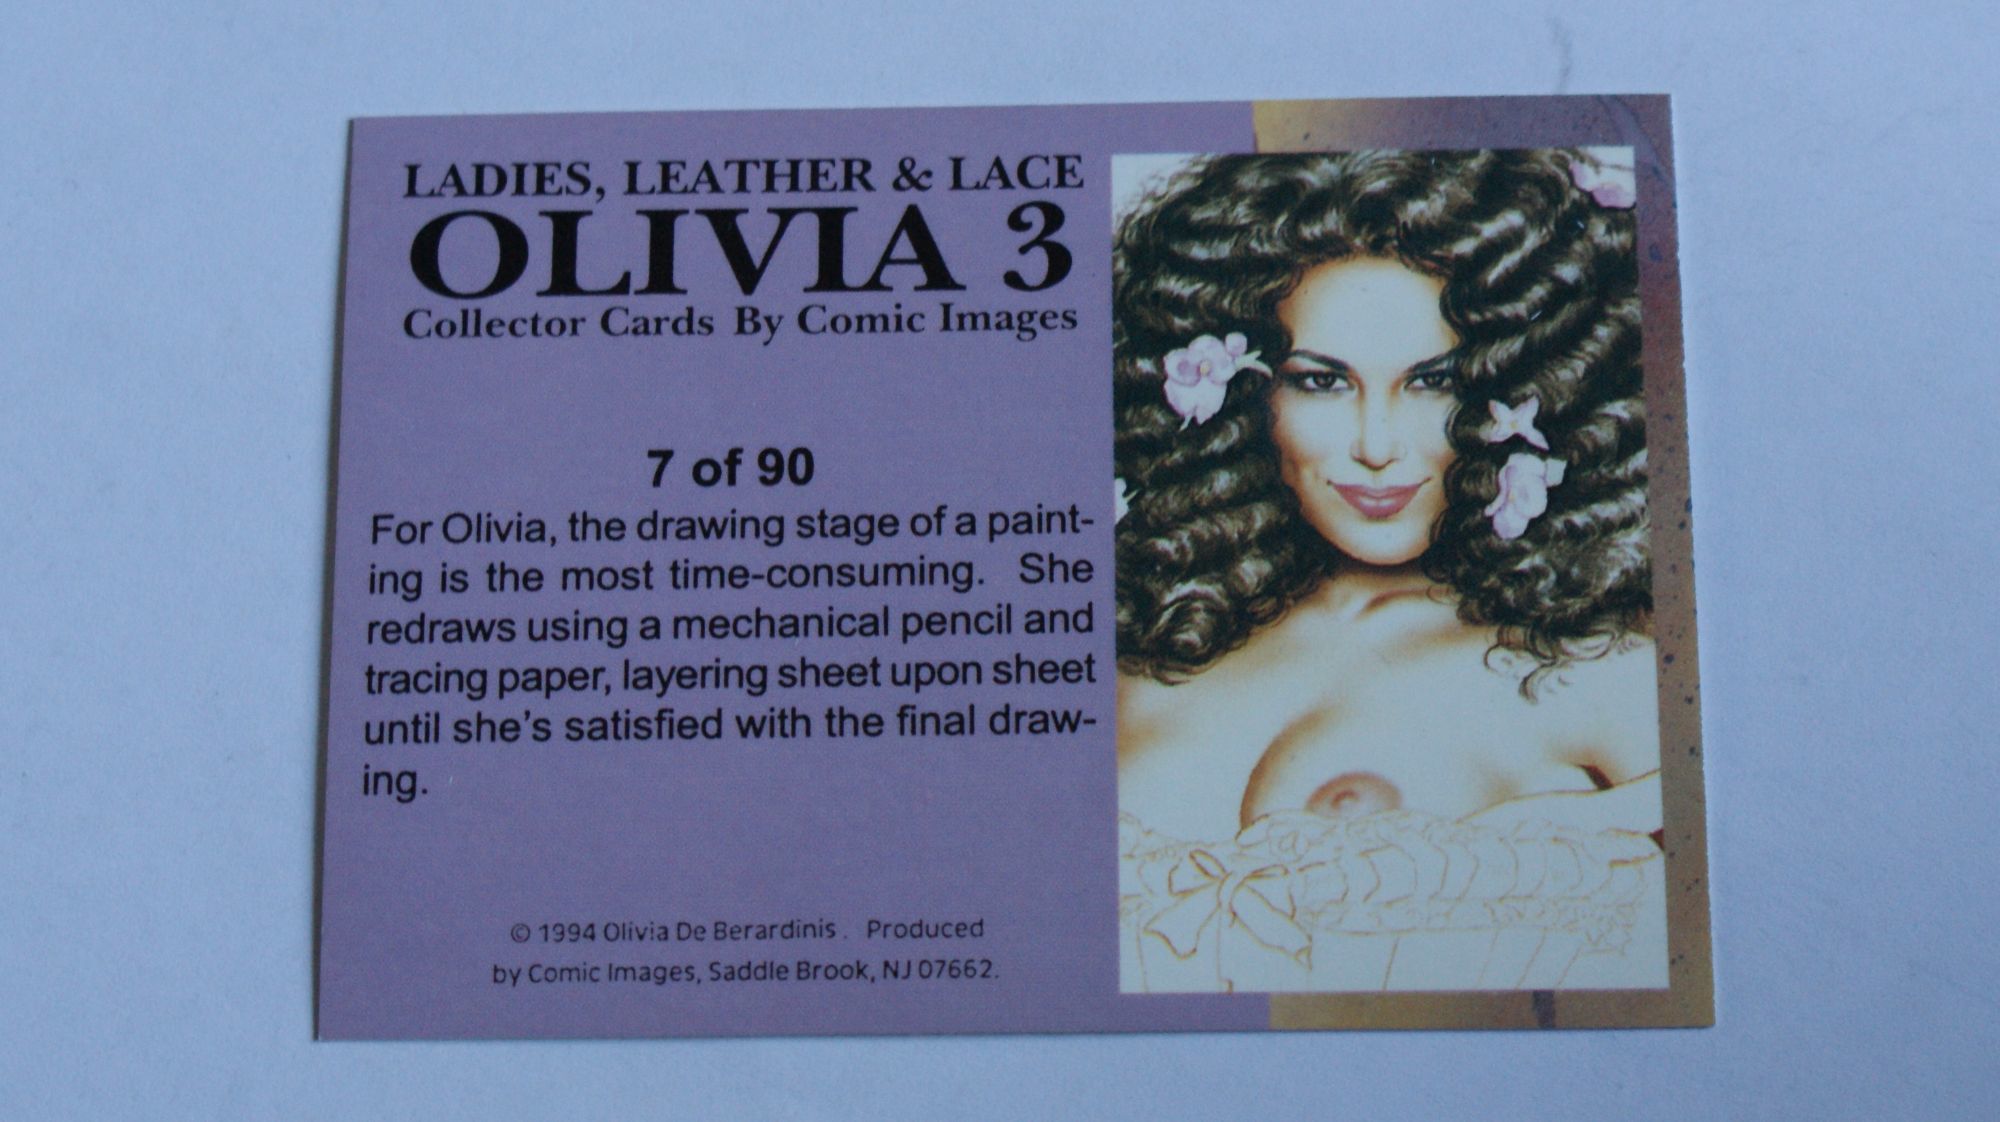 LADIES, LEATHER & LACE
OLIVIA 3
Collector Cards By Comic Images
7 of 90
For Olivia, the drawing stage of a paint-
ing is the most time-consuming. She
redraws using a mechanical pencil and
tracing paper, layering sheet upon sheet
until she's satisfied with the final draw-
ing.
© 1994 Olivia De Berardinis. Produced
by Comic Images, Saddle Brook, NJ 07662.